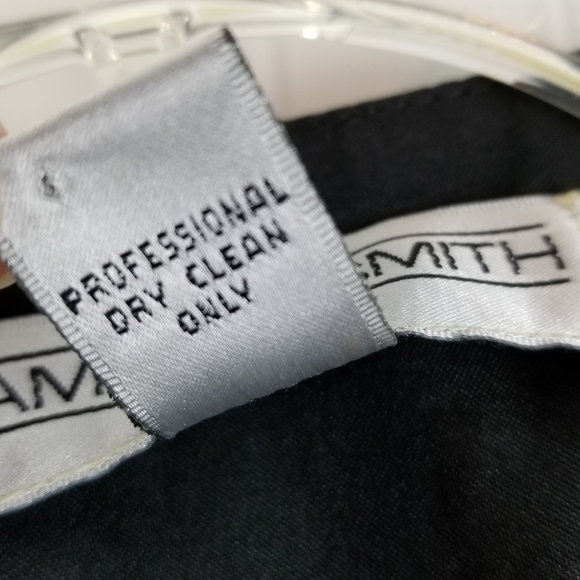 PROFESSIONAL
DRY CLEAN
ONLY
SMITH